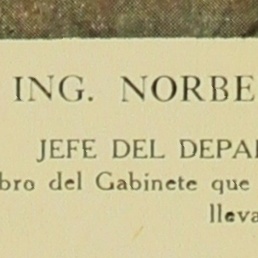 ING. NORBE
JEFE DEL DEPA
bro del Gabinete que
lleva